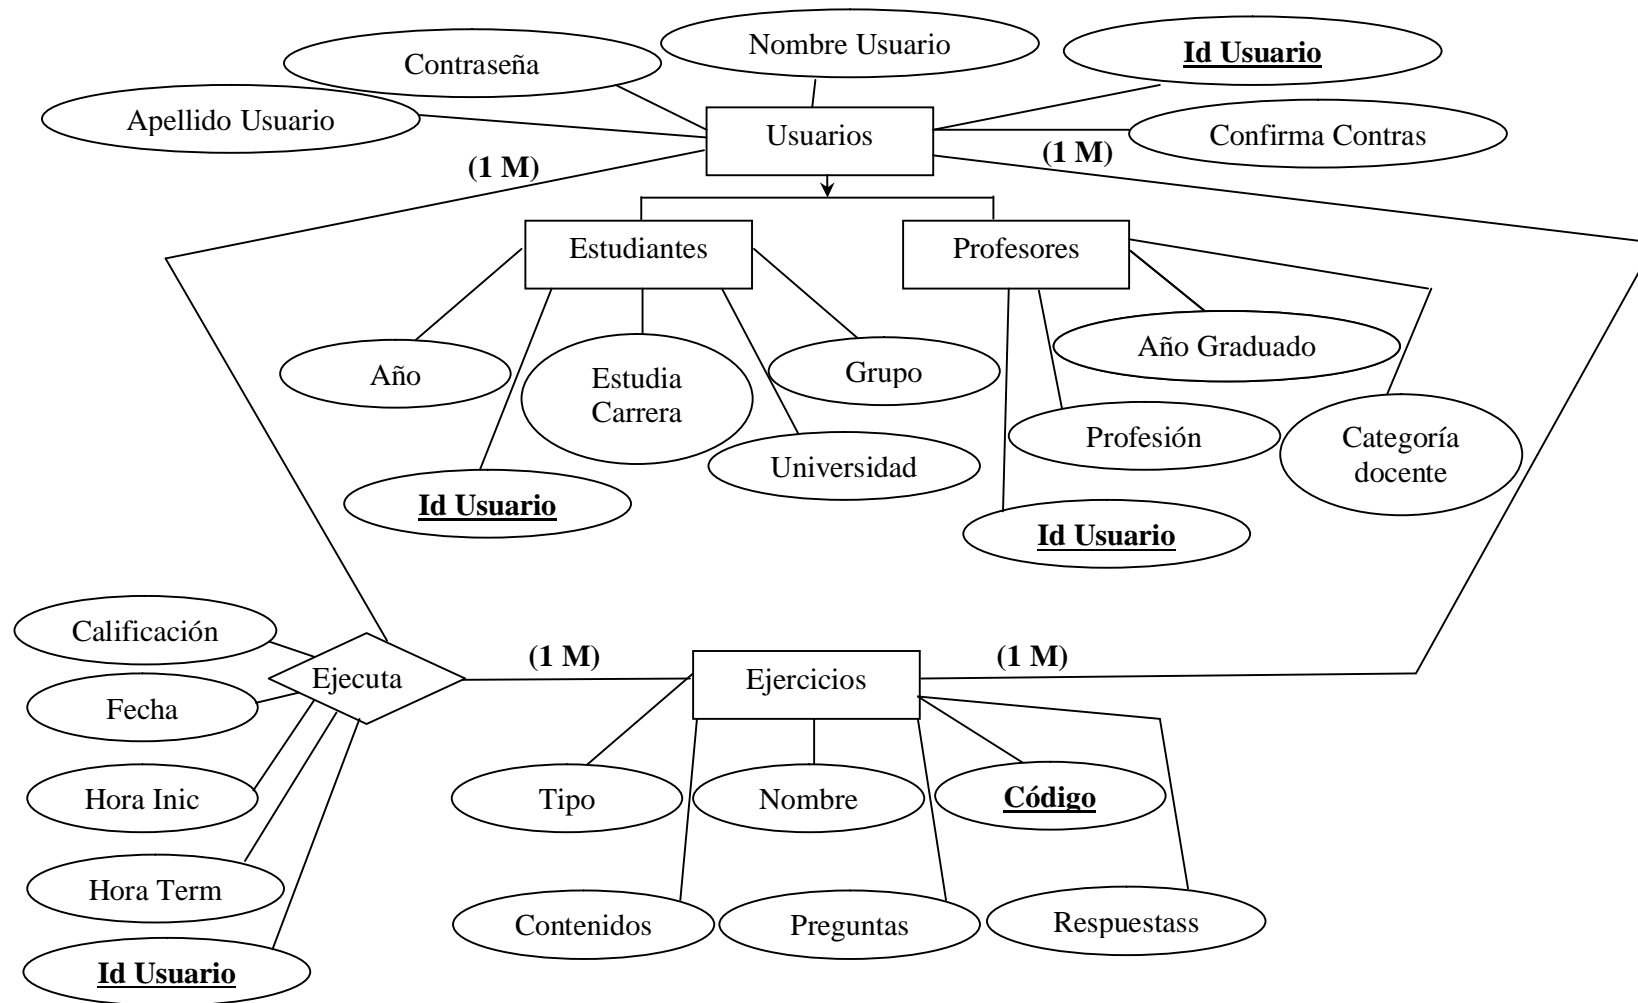 Nombre Usuario
Id Usuario
Contraseña
Apellido Usuario
Usuarios
Confirma Contras
(1 M)
(1 M)
Estudiantes
Profesores
Año
Estudia
Carrera
Grupo
Año Graduado
Universidad
Profesión
Categoría
docente
Id Usuario
Id Usuario
Calificación
Ejecuta
(1 M)
Ejercicios
(1 M)
Fecha
Hora Inic
Tipo
Nombre
Código
Hora Term
Contenidos
Preguntas
Respuestass
Id Usuario